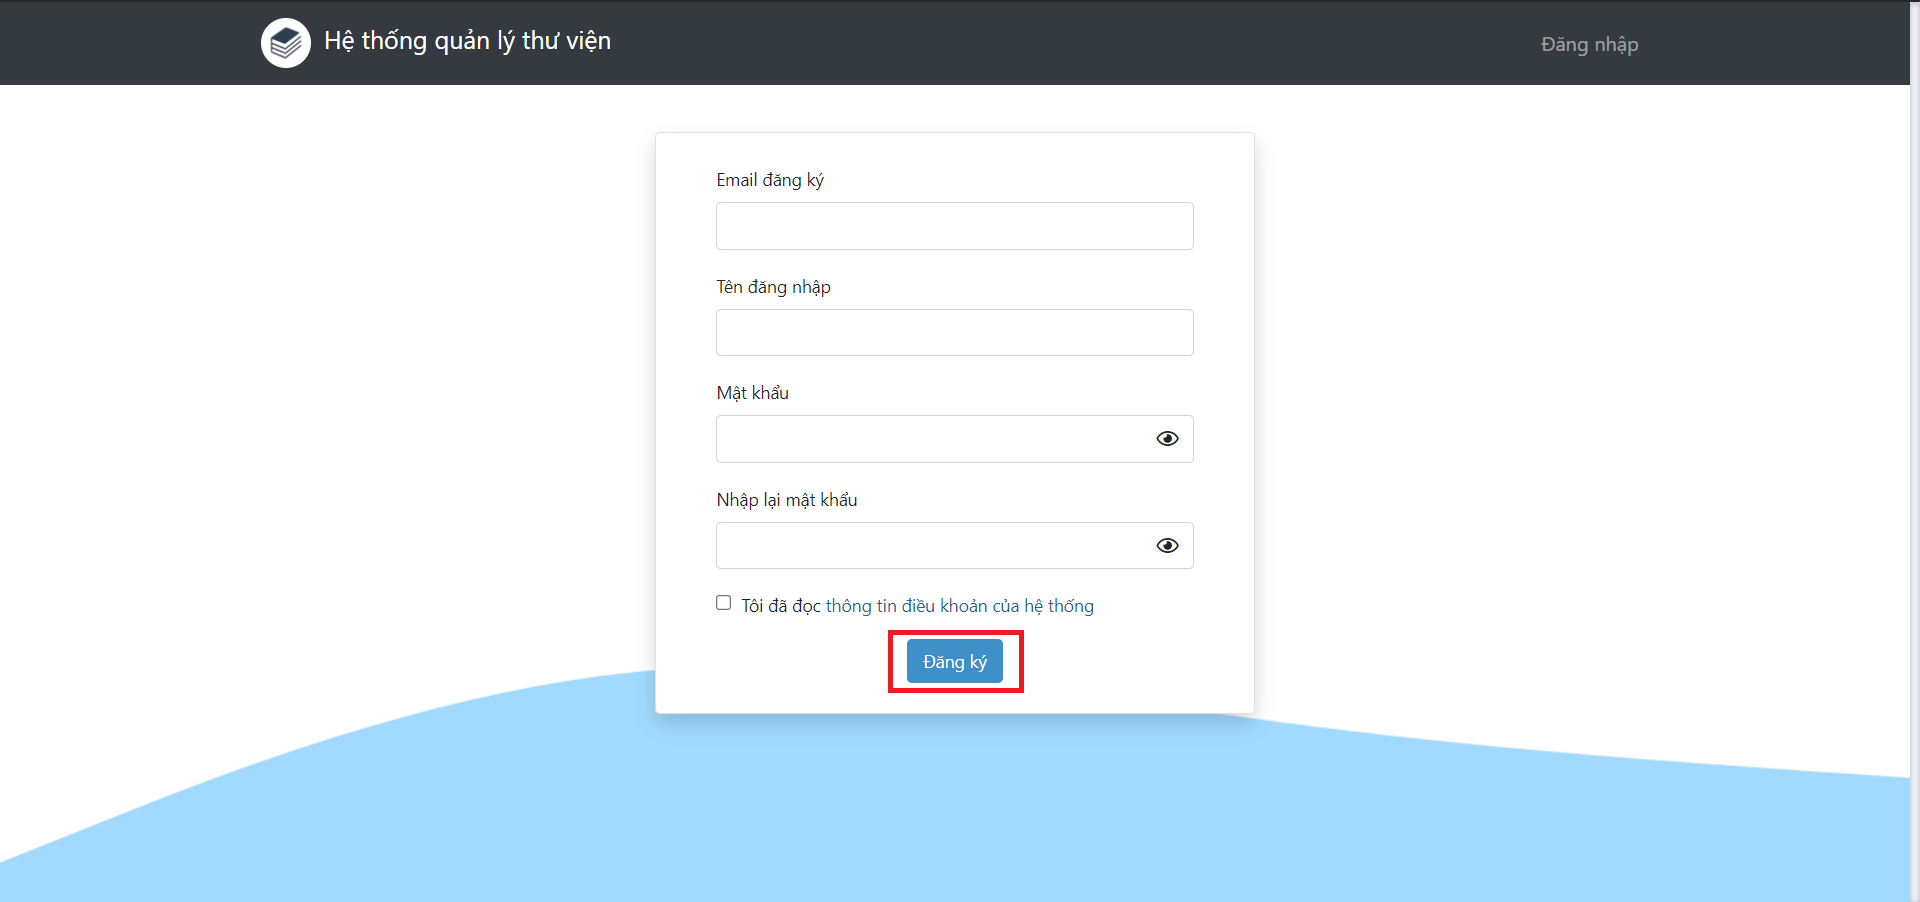 Hệ thống quản lý thư viện
Đăng nhập
Email đăng ký
Tên đăng nhập
Mật khẩu
Nhập lại mật khẩu
Tôi đã đọc thông tin điều khoản của hệ thống
Đăng ký